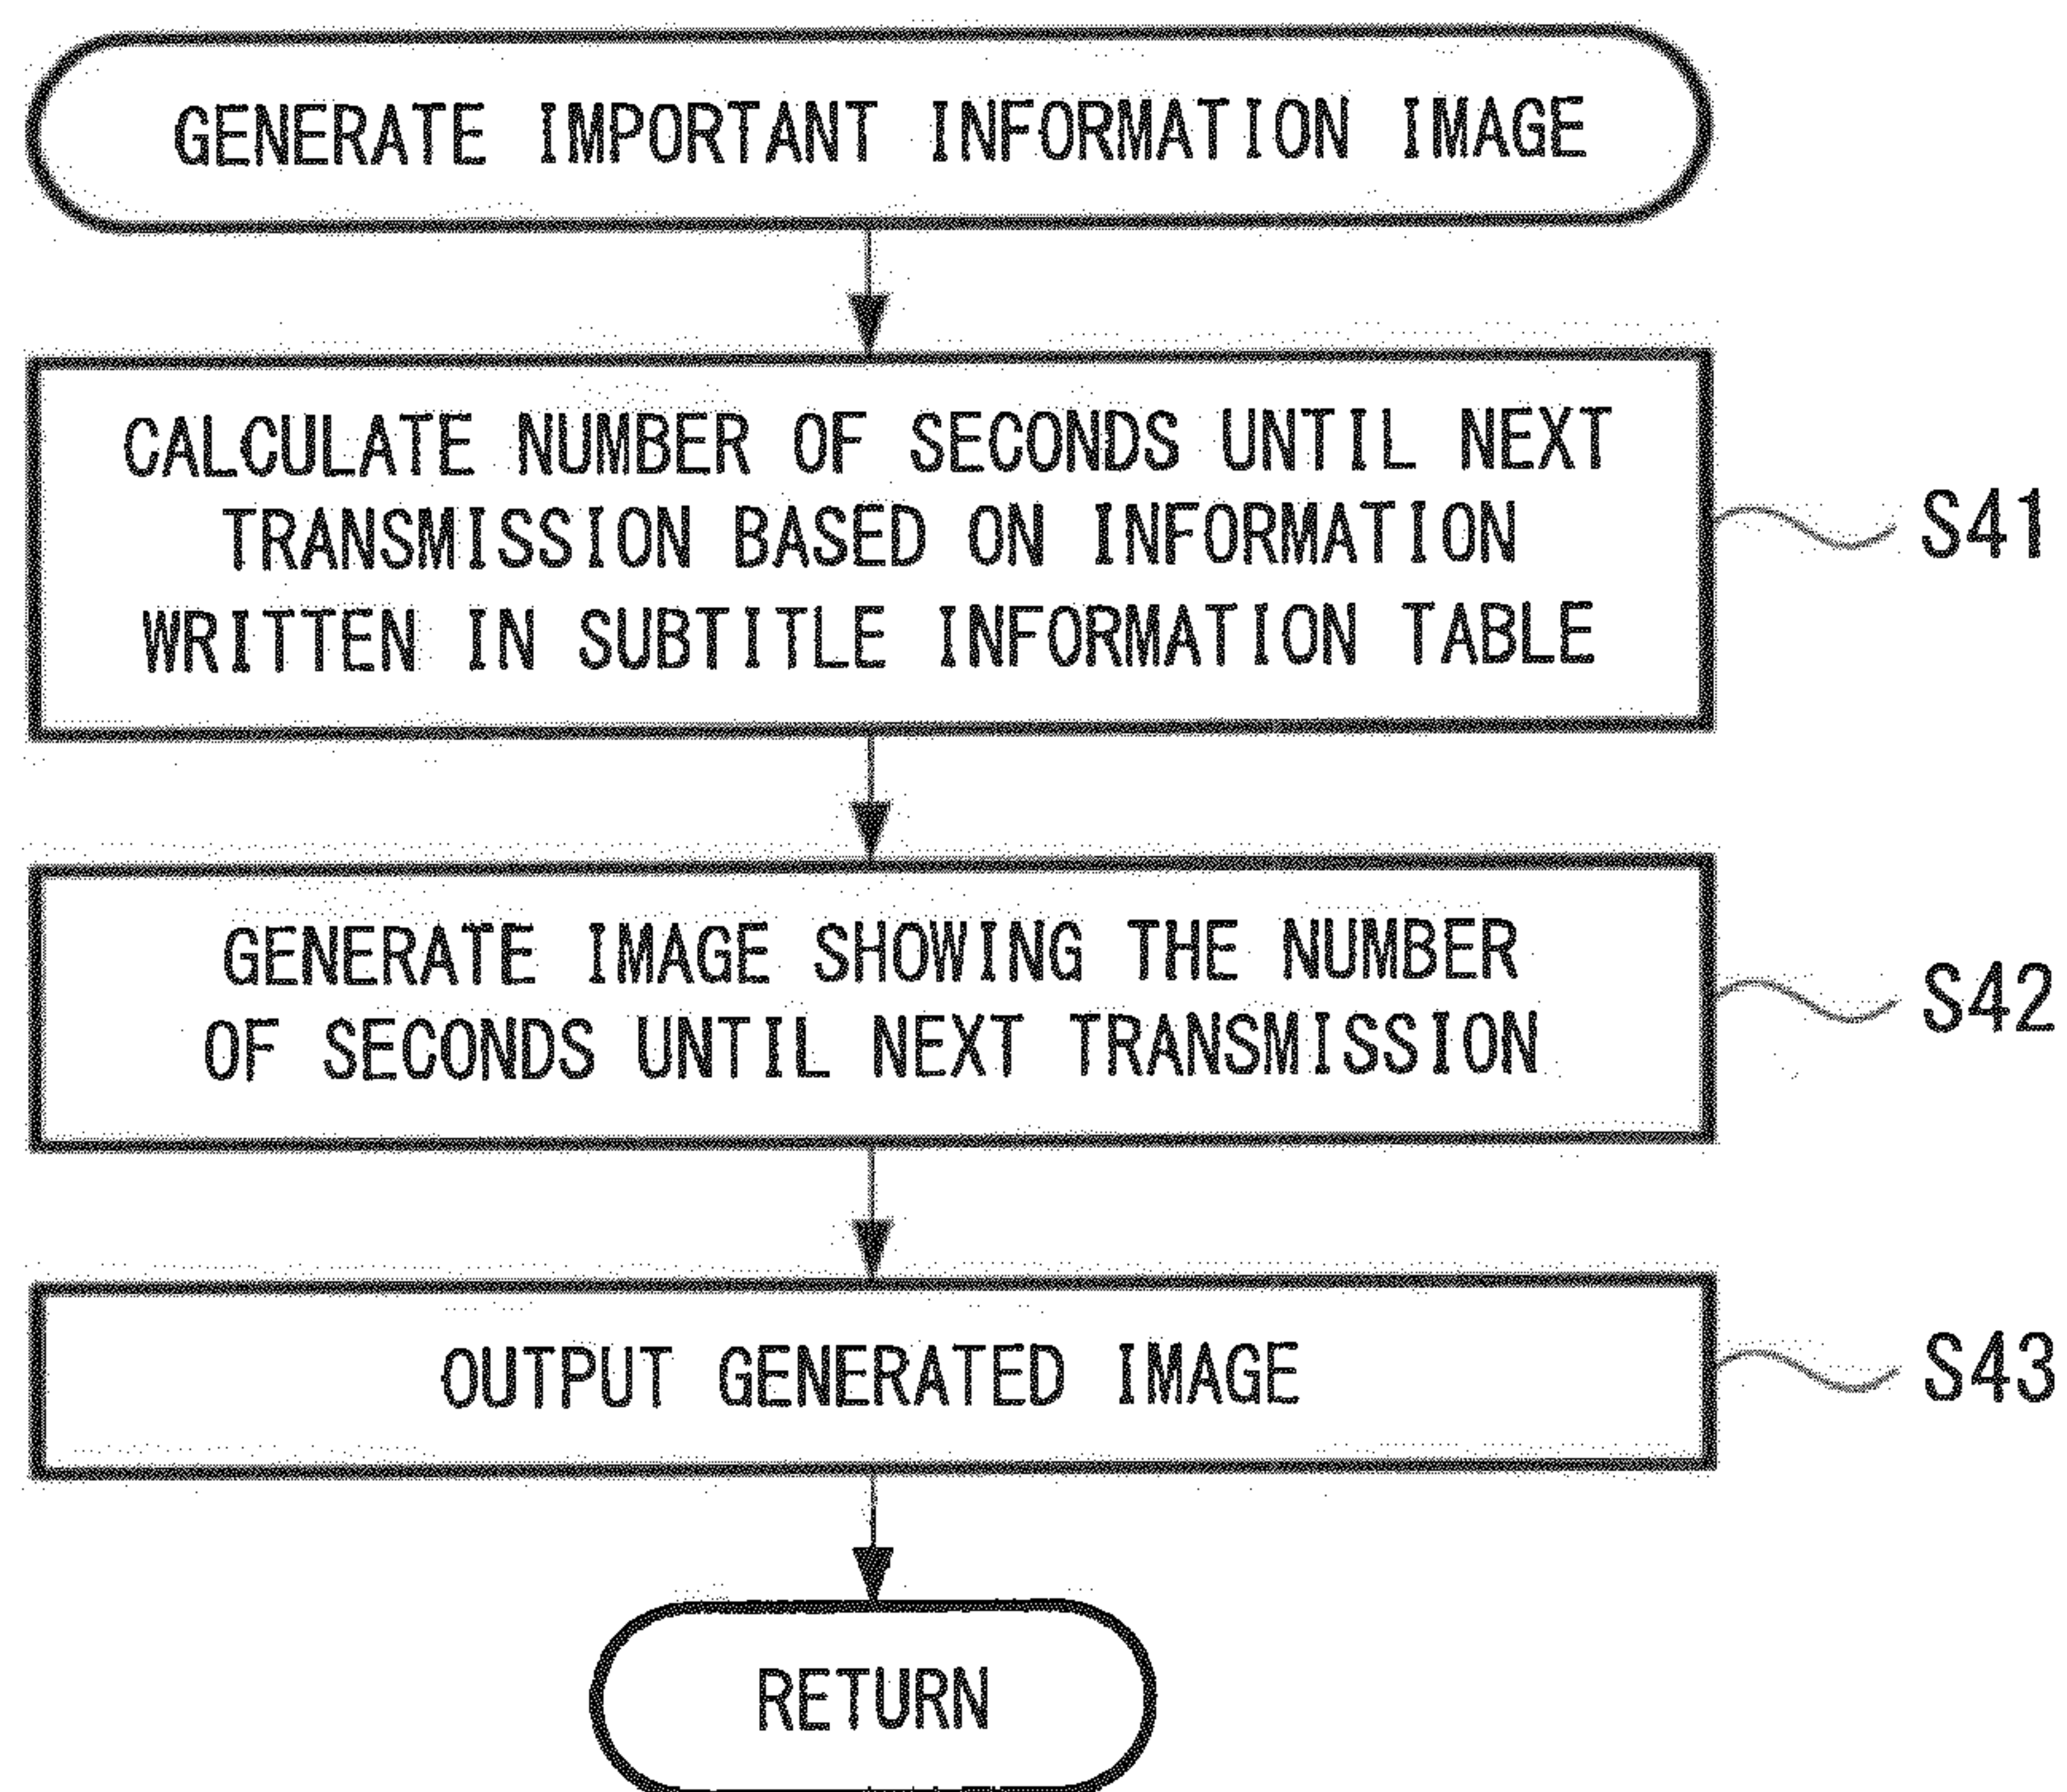 GENERATE IMPORTANT INFORMATION IMAGE
CALCULATE NUMBER OF SECONDS UNTIL NEXT
TRANSMISSION BASED ON INFORMATION
WRITTEN IN SUBTITLE INFORMATION TABLE
S41
GENERATE IMAGE SHOWING THE NUMBER
OF SECONDS UNTIL NEXT TRANSMISSION
S42
OUTPUT GENERATED IMAGE
S43
RETURN